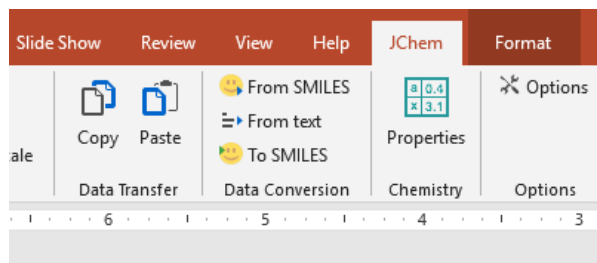 Slide Show Review View Help JChem Format
From SMILES a 0.4 Options
From text x 3.1
Copy Paste Properties
ale To SMILES
Data Transfer Data Conversion Chemistry Options
6 5 4 3